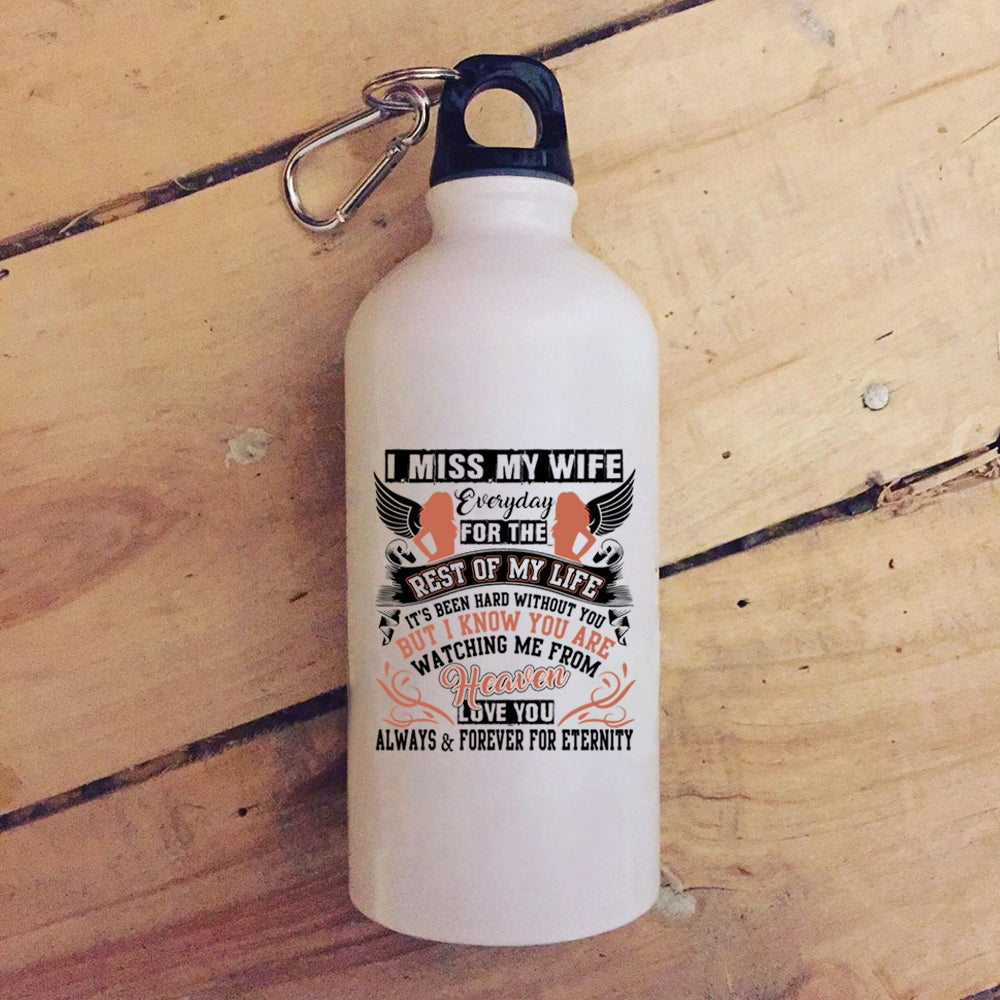 I MISS MY WIFE
Everyday
FOR THE
REST OF MY LIFE
IT'S BEEN HARD WITHOUT YOU
BUT I KNOW YOU ARE
WATCHING ME FROM
Heaven
LOVE YOU
ALWAYS & FOREVER FOR ETERNITY